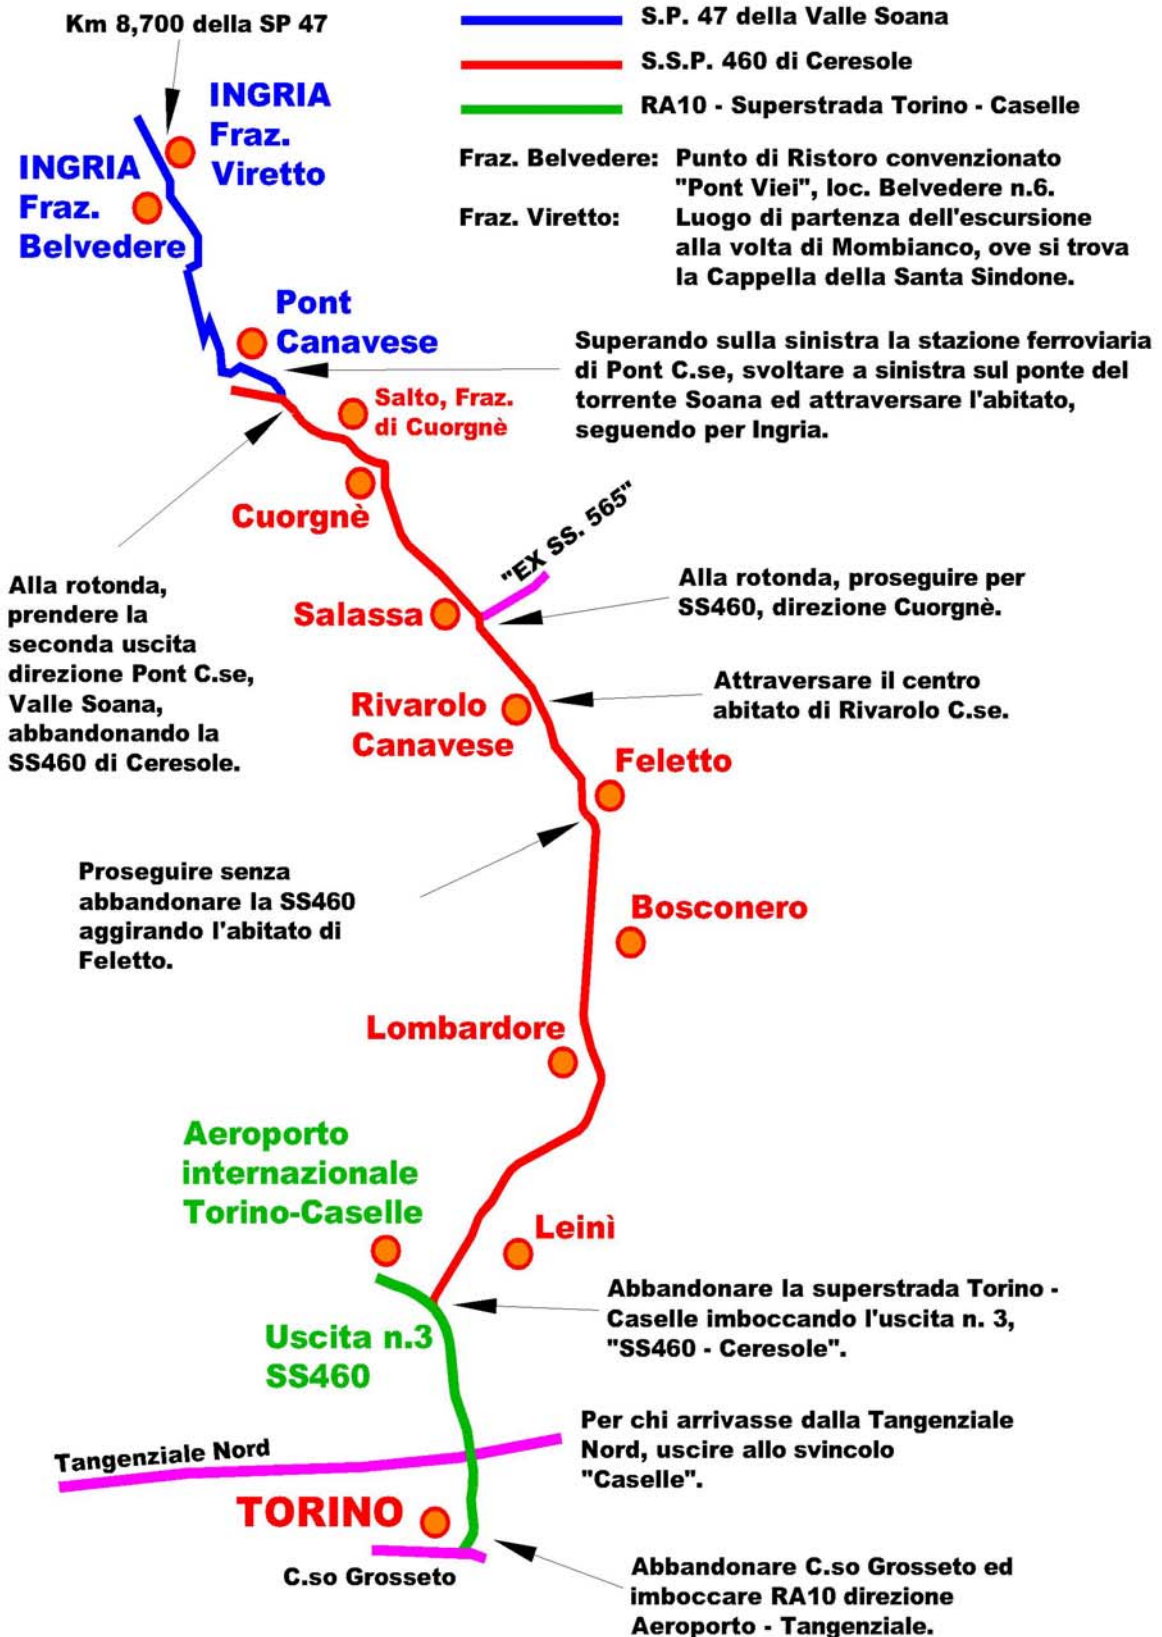 Km 8,700 della SP 47
S.P. 47 della Valle Soana
S.S.P. 460 di Ceresole
RA10 - Superstrada Torino - Caselle
INGRIA
Fraz.
Viretto
INGRIA
Fraz.
Belvedere
Fraz. Belvedere: Punto di Ristoro convenzionato
"Pont Viei", loc. Belvedere n.6.
Fraz. Viretto: Luogo di partenza dell'escursione
alla volta di Mombianco, ove si trova
la Cappella della Santa Sindone.
Pont
Canavese
Superando sulla sinistra la stazione ferroviaria
di Pont C.se, svoltare a sinistra sul ponte del
torrente Soana ed attraversare l'abitato,
seguendo per Ingria.
Salto, Fraz.
di Cuorgnè
Cuorgnè
"EX SS. 565"
Alla rotonda,
prendere la
seconda uscita
direzione Pont C.se,
Valle Soana,
abbandonando la
SS460 di Ceresole.
Salassa
Alla rotonda, proseguire per
SS460, direzione Cuorgnè.
Rivarolo
Canavese
Attraversare il centro
abitato di Rivarolo C.se.
Feletto
Proseguire senza
abbandonare la SS460
aggirando l'abitato di
Feletto.
Bosconero
Lombardore
Aeroporto
internazionale
Torino-Caselle
Leinì
Abbandonare la superstrada Torino -
Caselle imboccando l'uscita n. 3,
"SS460 - Ceresole".
Uscita n.3
SS460
Per chi arrivasse dalla Tangenziale
Nord, uscire allo svincolo
"Caselle".
Tangenziale Nord
TORINO
C.so Grosseto
Abbandonare C.so Grosseto ed
imboccare RA10 direzione
Aeroporto - Tangenziale.